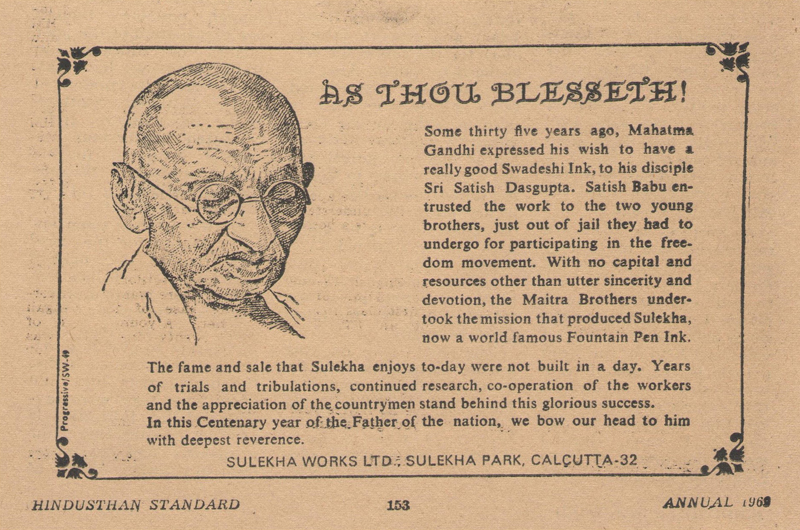 AS THOU BLESSETH!
Some thirty five years ago, Mahatma
Gandhi expressed his wish to have a
really good Swadeshi Ink, to his disciple
Sri Satish Dasgupta. Satish Babu en-
trusted the work to the two young
brothers, just out of jail they had to
undergo for participating in the free-
dom movement. With no capital and
resources other than utter sincerity and
devotion, the Maitra Brothers under-
took the mission that produced Sulekha,
now a world famous Fountain Pen Ink.
The fame and sale that Sulekha enjoys to-day were not built in a day. Years
of trials and tribulations, continued research, co-operation of the workers
and the appreciation of the countrymen stand behind this glorious success.
In this Centenary year of the Father of the nation, we bow our head to him
with deepest reverence.
Progressive/SW-69
SULEKHA WORKS LTD.: SULEKHA PARK, CALCUTTA-32
HINDUSTHAN STANDARD
153
ANNUAL 1969